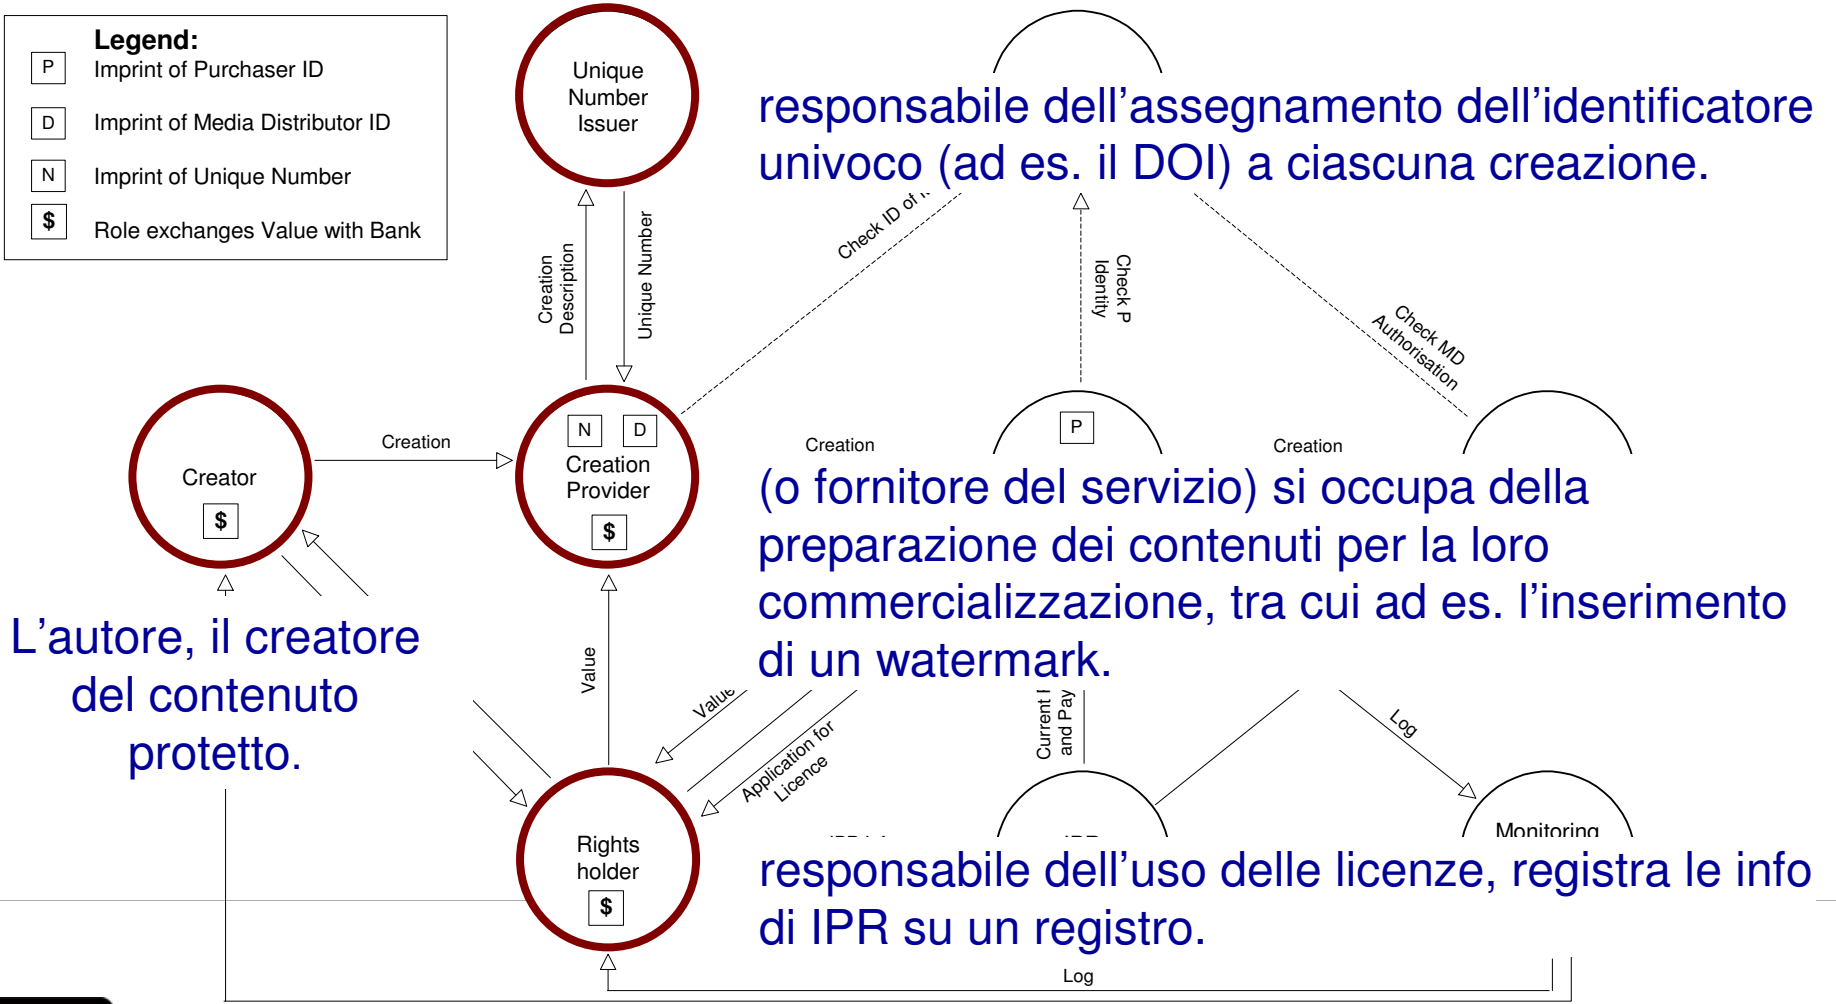 Legend:
P Imprint of Purchaser ID
D Imprint of Media Distributor ID
N Imprint of Unique Number
$ Role exchanges Value with Bank
Unique
Number
Issuer
responsabile dell’assegnamento dell’identificatore
univoco (ad es. il DOI) a ciascuna creazione.
Creation
Description
Unique Number
Check ID of
Check P
Identity
Check MD
Authorisation
Creator
$
Creation
N D
Creation
Provider
$
Creation
P
Creation
(o fornitore del servizio) si occupa della
preparazione dei contenuti per la loro
commercializzazione, tra cui ad es. l’inserimento
di un watermark.
L’autore, il creatore
del contenuto
protetto.
Value
Value
Application for
Licence
Current
and Pay
Log
Rights
holder
$
Monitoring
responsabile dell’uso delle licenze, registra le info
di IPR su un registro.
Log